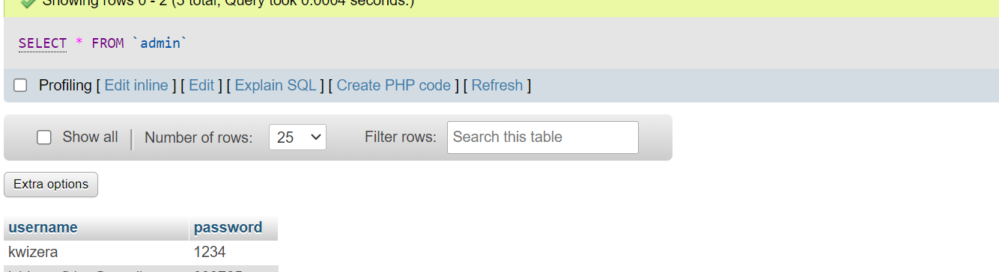 Showing rows 0 - 2 (3 total, Query took 0.0004 seconds.)
SELECT * FROM `admin`
Profiling [ Edit inline ] [ Edit ] [ Explain SQL ] [ Create PHP code ] [ Refresh ]
Show all | Number of rows: 25 Filter rows: Search this table
Extra options
username password
kwizera 1234